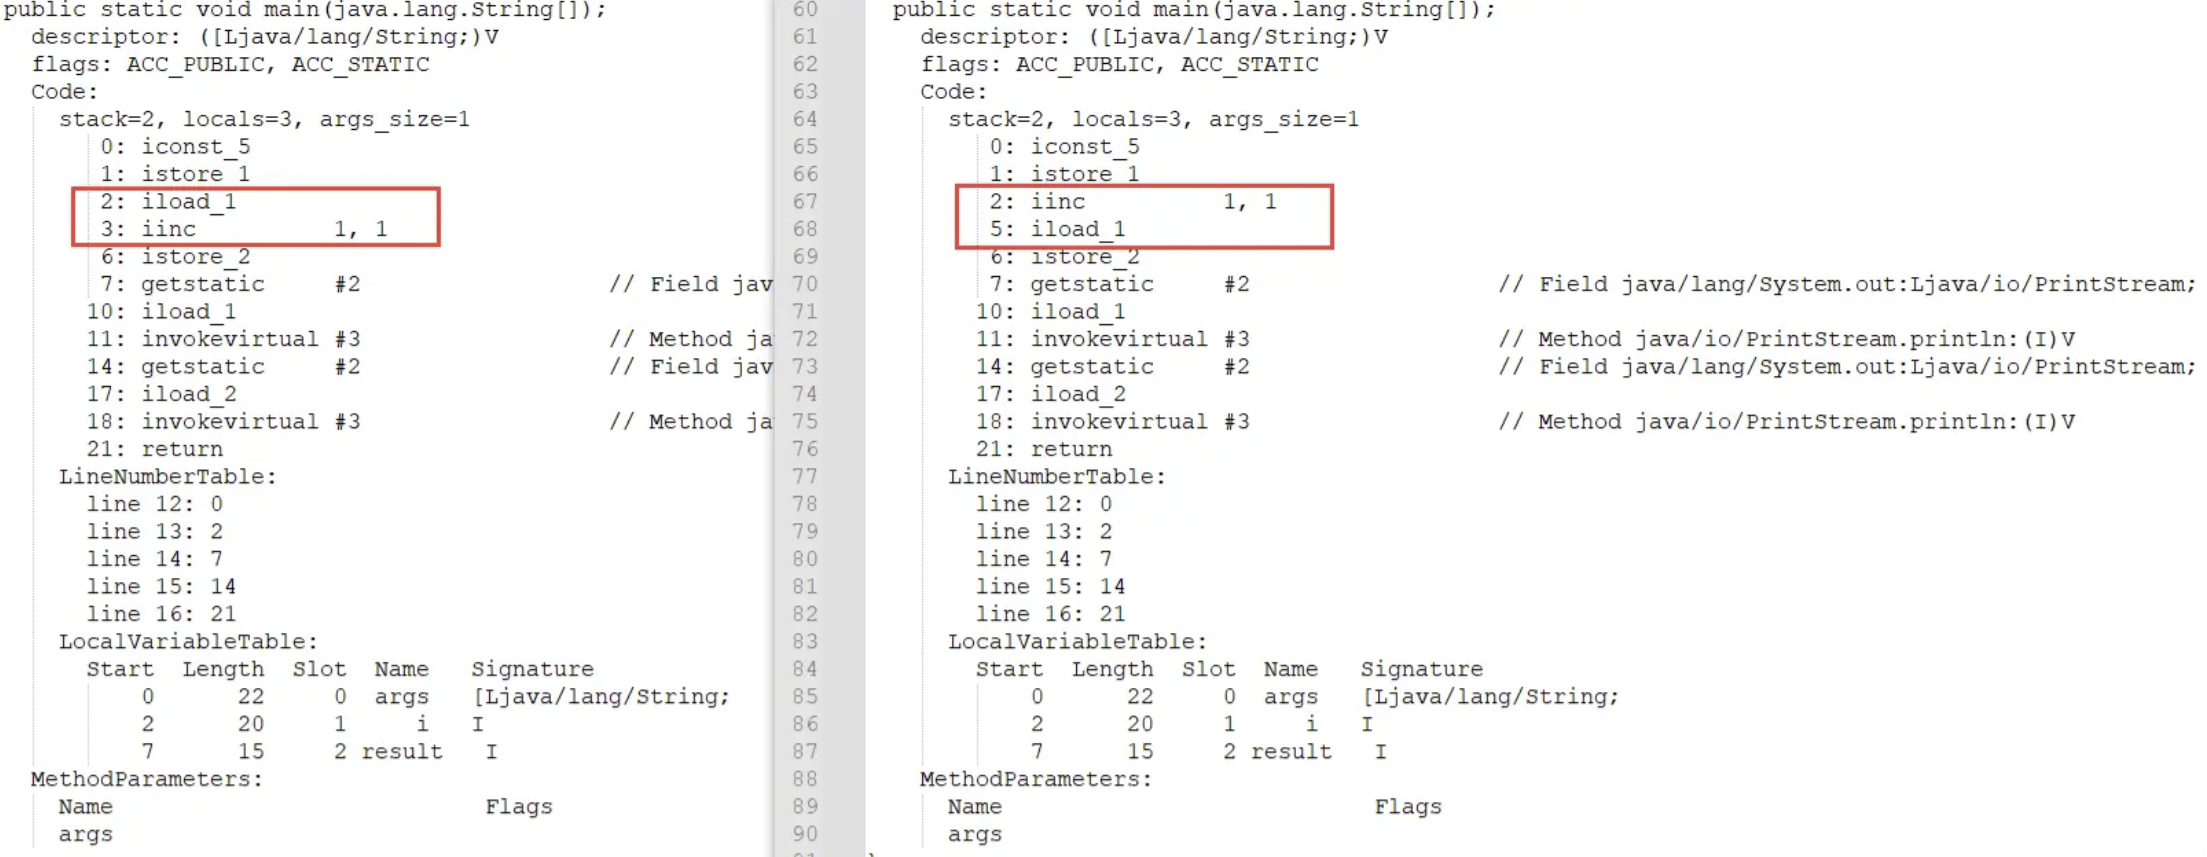 public static void main(java.lang.String[]);
descriptor: ([Ljava/lang/String;)V
flags: ACC_PUBLIC, ACC_STATIC
Code:
stack=2, locals=3, args_size=1
0: iconst_5
1: istore_1
2: iload_1
3: iinc 1, 1
6: istore_2
7: getstatic #2 // Field jav
10: iload_1
11: invokevirtual #3 // Method ja
14: getstatic #2 // Field jav
17: iload_2
18: invokevirtual #3 // Method ja
21: return
LineNumberTable:
line 12: 0
line 13: 2
line 14: 7
line 15: 14
line 16: 21
LocalVariableTable:
Start Length Slot Name Signature
0 22 0 args [Ljava/lang/String;
2 20 1 i I
7 15 2 result I
MethodParameters:
Name Flags
args
60 public static void main(java.lang.String[]);
61 descriptor: ([Ljava/lang/String;)V
62 flags: ACC_PUBLIC, ACC_STATIC
63 Code:
64 stack=2, locals=3, args_size=1
65 0: iconst_5
66 1: istore_1
67 2: iinc 1, 1
68 5: iload_1
69 6: istore_2
70 7: getstatic #2 // Field java/lang/System.out:Ljava/io/PrintStream;
71 10: iload_1
72 11: invokevirtual #3 // Method java/io/PrintStream.println:(I)V
73 14: getstatic #2 // Field java/lang/System.out:Ljava/io/PrintStream;
74 17: iload_2
75 18: invokevirtual #3 // Method java/io/PrintStream.println:(I)V
76 21: return
77 LineNumberTable:
78 line 12: 0
79 line 13: 2
80 line 14: 7
81 line 15: 14
82 line 16: 21
83 LocalVariableTable:
84 Start Length Slot Name Signature
85 0 22 0 args [Ljava/lang/String;
86 2 20 1 i I
87 7 15 2 result I
88 MethodParameters:
89 Name Flags
90 args